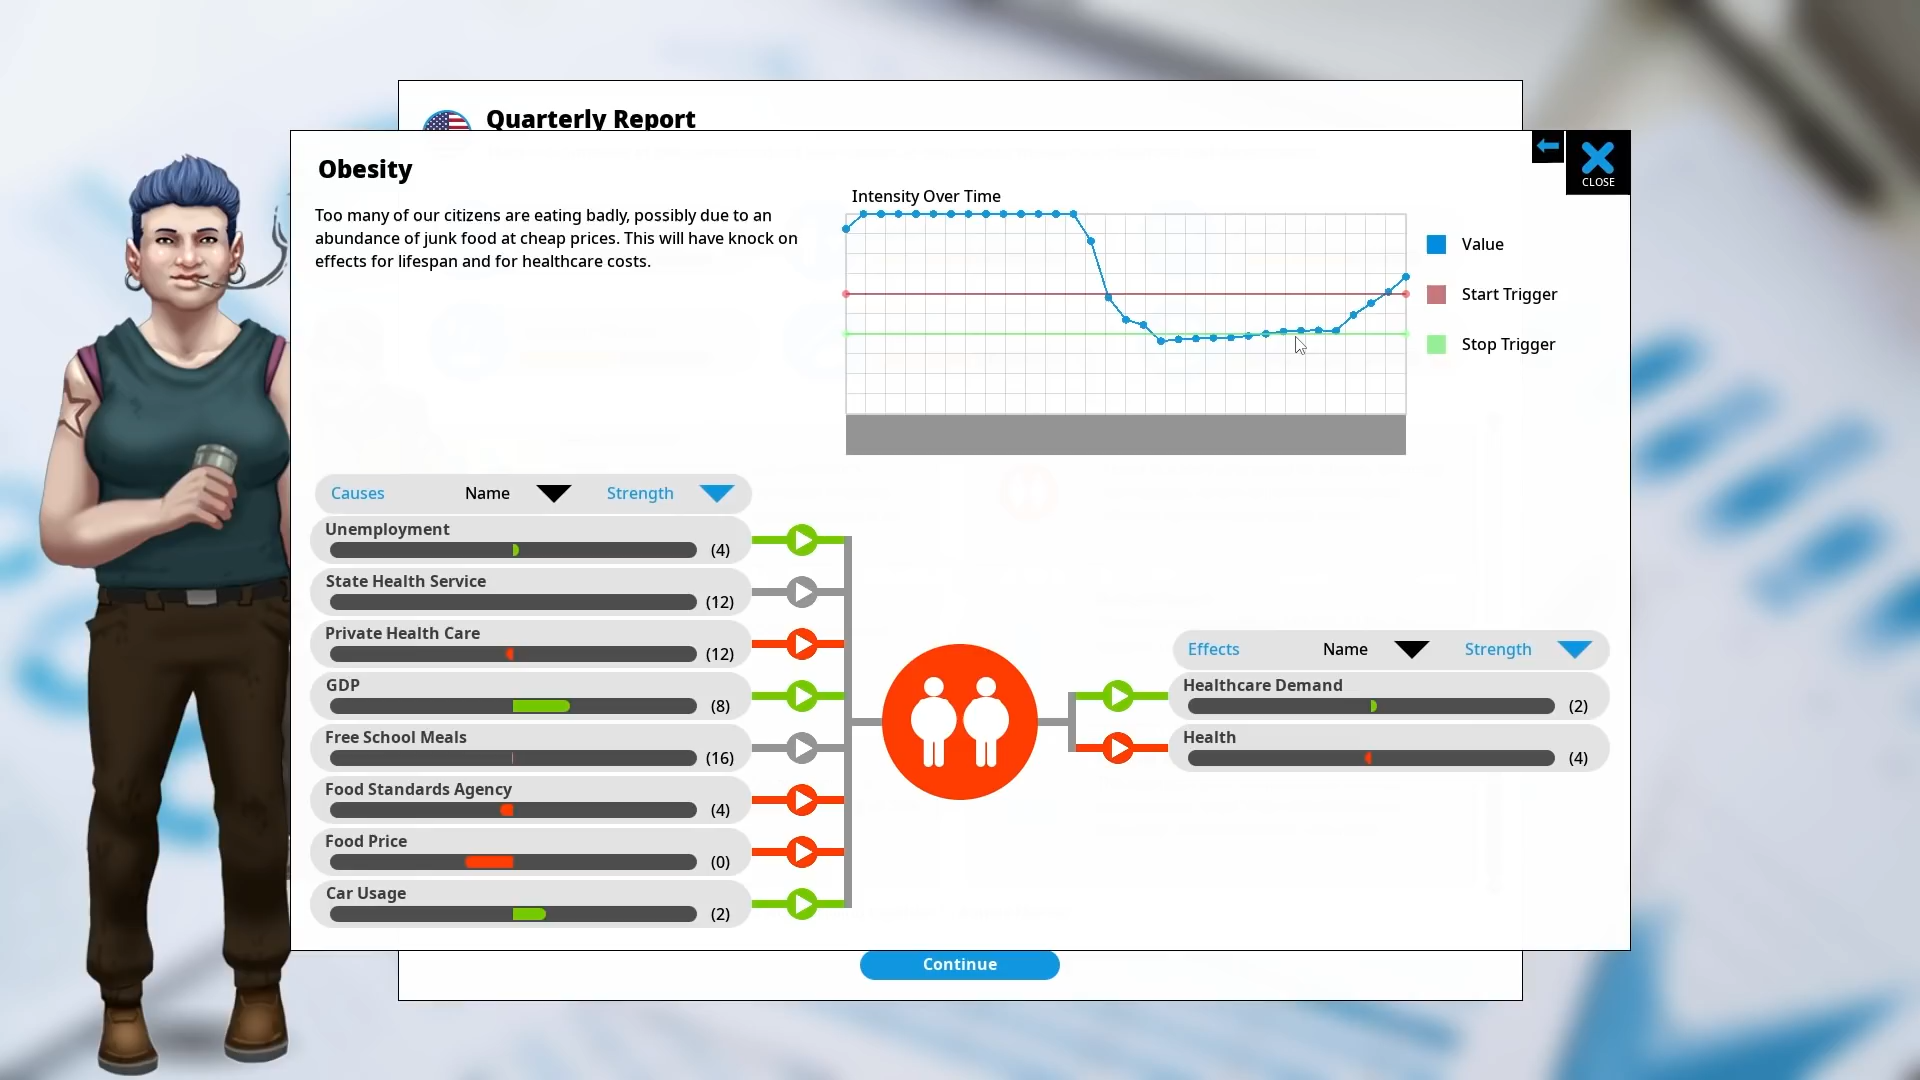 Quarterly Report
Obesity
CLOSE
Too many of our citizens are eating badly, possibly due to an
abundance of junk food at cheap prices. This will have knock on
effects for lifespan and for healthcare costs.
Intensity Over Time
Value
Start Trigger
Stop Trigger
Causes Name Strength
Unemployment
(4)
State Health Service
(12)
Private Health Care
(12)
GDP
(8)
Free School Meals
(16)
Food Standards Agency
(4)
Food Price
(0)
Car Usage
(2)
Effects Name Strength
Healthcare Demand
(2)
Health
(4)
Continue